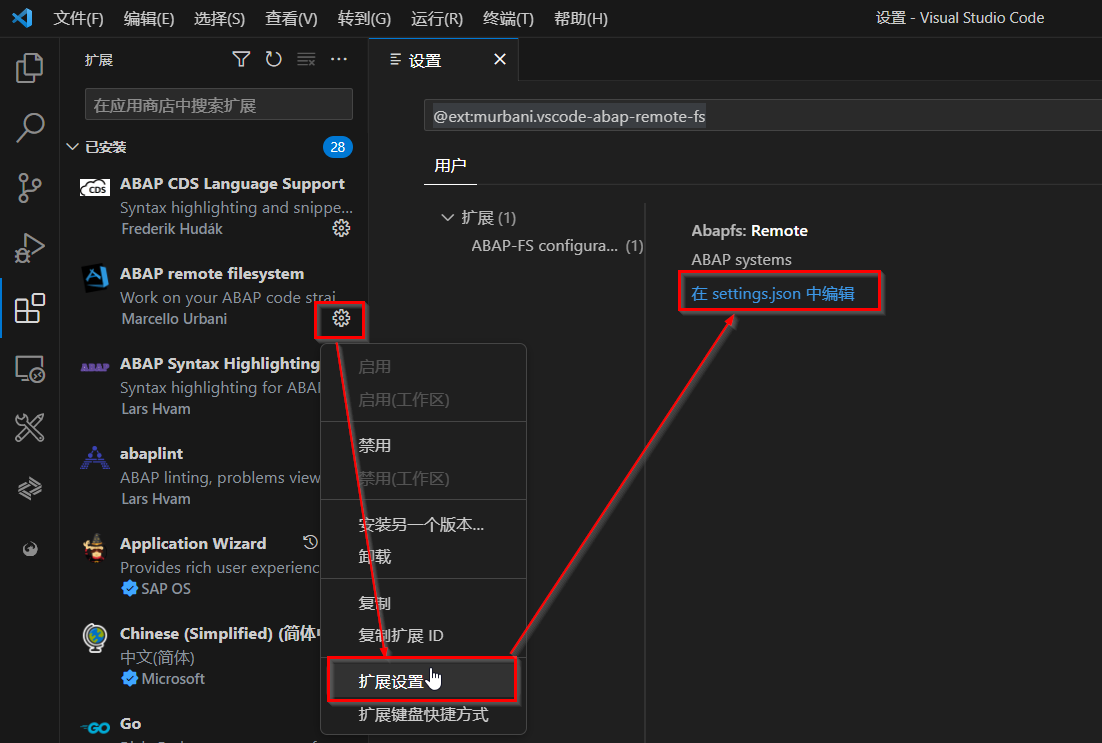 文件(F) 编辑(E) 选择(S) 查看(V) 转到(G) 运行(R) 终端(T) 帮助(H) 设置 - Visual Studio Code
扩展
在应用商店中搜索扩展
已安装 28
CDS
ABAP CDS Language Support
Syntax highlighting and snippe...
Frederik Hudák
ABAP remote filesystem
Work on your ABAP code strai
Marcello Urbani
ABAP
ABAP Syntax Highlighting
Syntax highlighting for ABA
Lars Hvam
abaplint
ABAP linting, problems view
Lars Hvam
Application Wizard
Provides rich user experienc
SAP OS
Chinese (Simplified) (简体
中文(简体)
Microsoft
GO
Go
启用
启用(工作区)
禁用
禁用(工作区)
安装另一个版本...
卸载
复制
复制扩展 ID
扩展设置
扩展键盘快捷方式
设置
@ext:murbani.vscode-abap-remote-fs
用户
扩展 (1)
ABAP-FS configura... (1)
Abapfs: Remote
ABAP systems
在 settings.json 中编辑